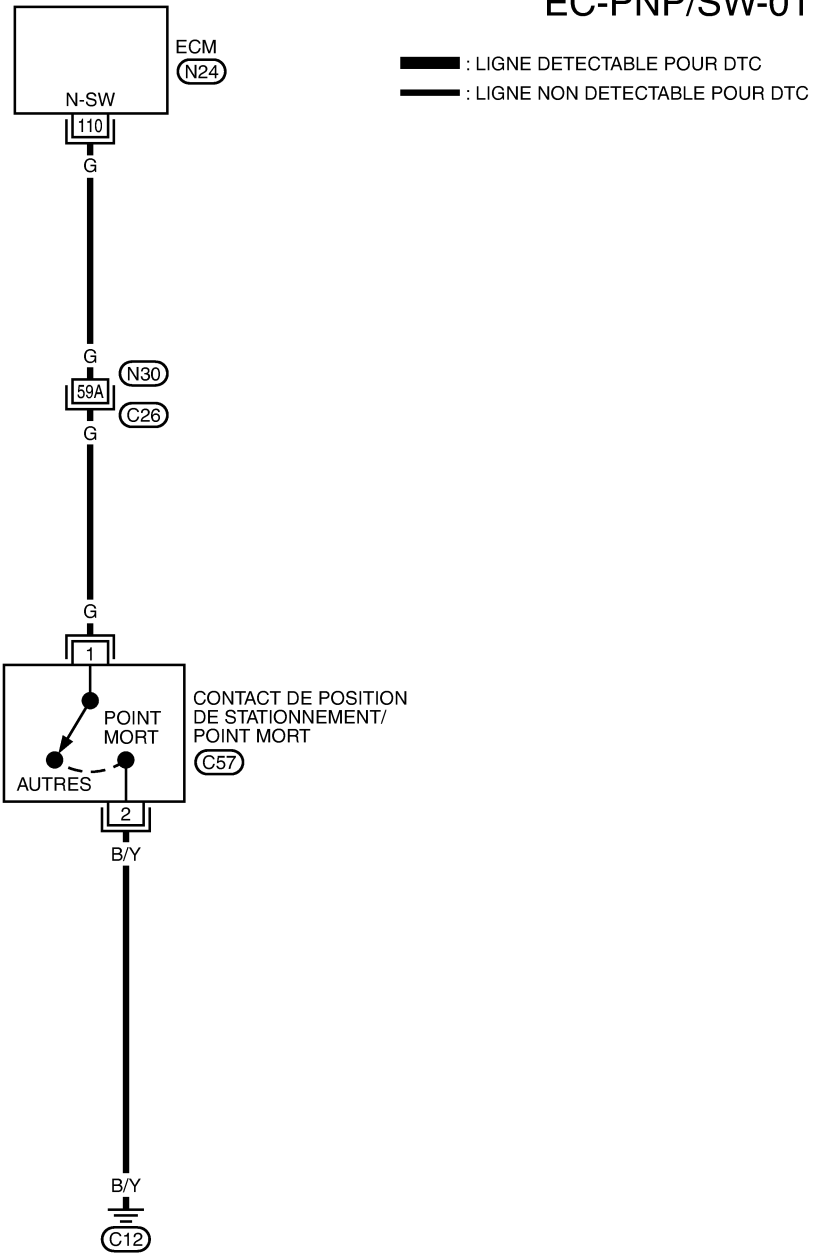 EC-PNP/SW-01
ECM
N24
: LIGNE DETECTABLE POUR DTC
: LIGNE NON DETECTABLE POUR DTC
N-SW
110
G
G
N30
59A
C26
G
G
1
CONTACT DE POSITION
DE STATIONNEMENT/
POINT MORT
C57
POINT
MORT
AUTRES
2
B/Y
B/Y
C12